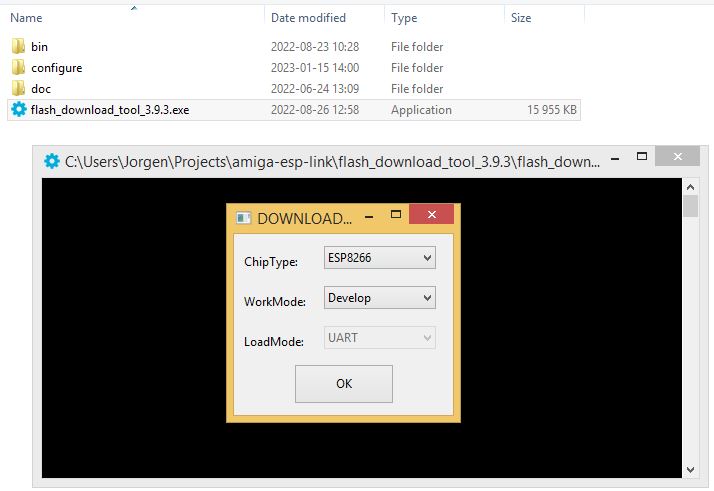 Name Date modified Type Size
bin 2022-08-23 10:28 File folder
configure 2023-01-15 14:00 File folder
doc 2022-06-24 13:09 File folder
flash_download_tool_3.9.3.exe 2022-08-26 12:58 Application 15 955 KB
C:\Users\Jorgen\Projects\amiga-esp-link\flash_download_tool_3.9.3\flash_down...
DOWNLOAD...
ChipType: ESP8266
WorkMode: Develop
LoadMode: UART
OK